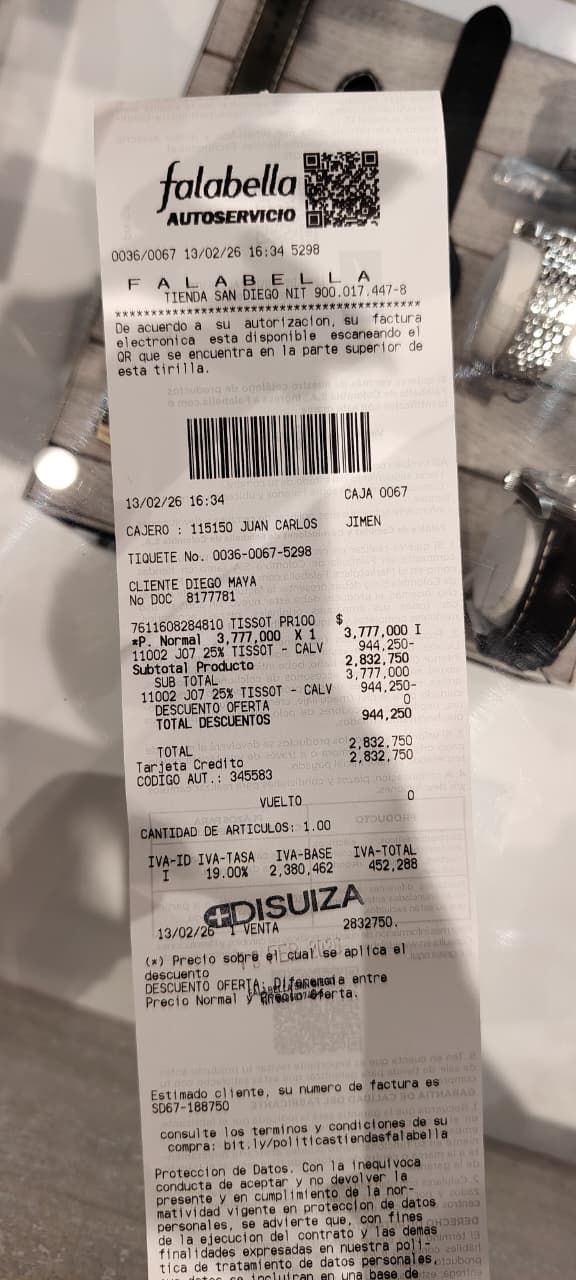 falabella
AUTOSERVICIO
0036/0067 13/02/26 16:34 5298
F A L A B E L L A
TIENDA SAN DIEGO NIT 900.017.447-8
******************************************
De acuerdo a su autorizacion, su factura
electronica esta disponible escaneando el
QR que se encuentra en la parte superior de
esta tirilla.
13/02/26 16:34 CAJA 0067
CAJERO : 115150 JUAN CARLOS JIMEN
TIQUETE No. 0036-0067-5298
CLIENTE DIEGO MAYA
No DOC 8177781
7611608284810 TISSOT PR100 $
*P. Normal 3,777,000 X 1 3,777,000 I
11002 J07 25% TISSOT - CALV 944,250-
Subtotal Producto 2,832,750
SUB TOTAL 3,777,000
11002 J07 25% TISSOT - CALV 944,250-
DESCUENTO OFERTA 0
TOTAL DESCUENTOS 944,250
TOTAL 2,832,750
Tarjeta Credito 2,832,750
CODIGO AUT.: 345583
VUELTO 0
CANTIDAD DE ARTICULOS: 1.00
IVA-ID IVA-TASA IVA-BASE IVA-TOTAL
I 19.00% 2,380,462 452,288
DISUIZA
13/02/26 1 VENTA 2832750.
(*) Precio sobre el cual se aplica el
descuento
DESCUENTO OFERTA: Diferencia entre
Precio Normal y Precio Oferta.
Estimado cliente, su numero de factura es
SD67-188750
consulte los terminos y condiciones de su
compra: bit.ly/politicastiendasfalabella
Proteccion de Datos. Con la inequivoca
conducta de aceptar y no devolver la
presente y en cumplimiento de la nor-
matividad vigente en proteccion de datos
personales, se advierte que, con fines
de la ejecucion del contrato y las demas
finalidades expresadas en nuestra poli-
tica de tratamiento de datos personales,
sus datos se incluiran en una base de